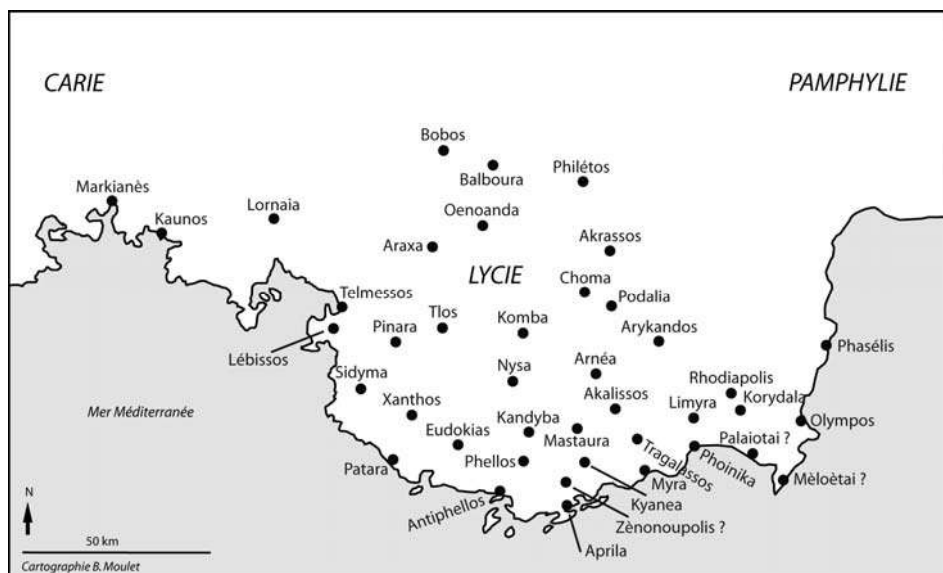 CARIE
PAMPHYLIE
Bobos
Balboura
Philétos
Markianès
Kaunos
Lornaia
Oenoanda
Araxa
Akrassos
LYCIE
Choma
Podalia
Telmessos
Tlos
Pinara
Komba
Arykandos
Phasélis
Lébissos
Nysa
Arnéa
Sidyma
Rhodiapolis
Xanthos
Akalissos
Limyra
Korydala
Mer Méditerranée
Kandyba
Olympos
Eudokias
Mastaura
Palaiotai ?
Patara
Phellos
Tragalassos
Phoinika
Myra
Mèloètai ?
Antiphellos
Kyanea
Zènonoupolis ?
Aprila
N
50 km
Cartographie B. Moulet